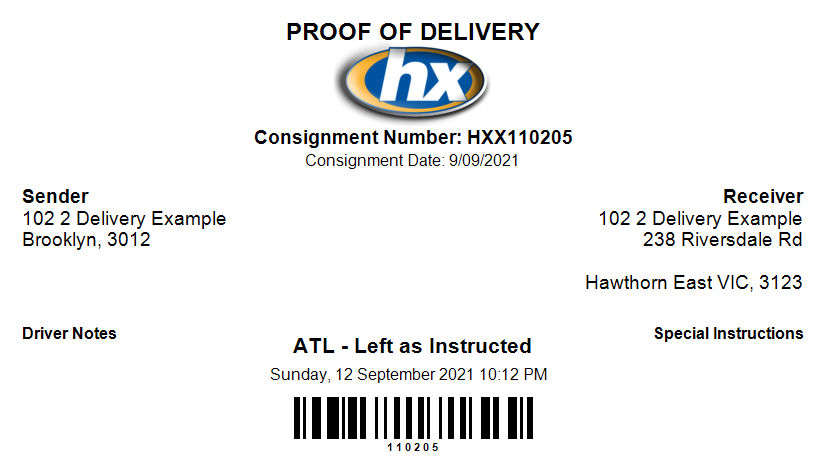 PROOF OF DELIVERY
hx
Consignment Number: HXX110205
Consignment Date: 9/09/2021
Sender
102 2 Delivery Example
Brooklyn, 3012
Receiver
102 2 Delivery Example
238 Riversdale Rd
Hawthorn East VIC, 3123
Driver Notes
Special Instructions
ATL - Left as Instructed
Sunday, 12 September 2021 10:12 PM
110205